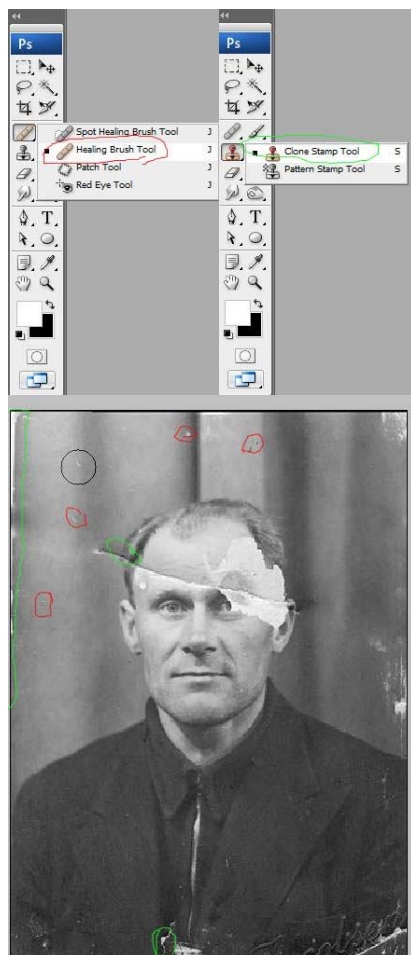 Ps
Spot Healing Brush Tool J
Healing Brush Tool J
Patch Tool J
Red Eye Tool J
T
Ps
Clone Stamp Tool S
Pattern Stamp Tool S
T